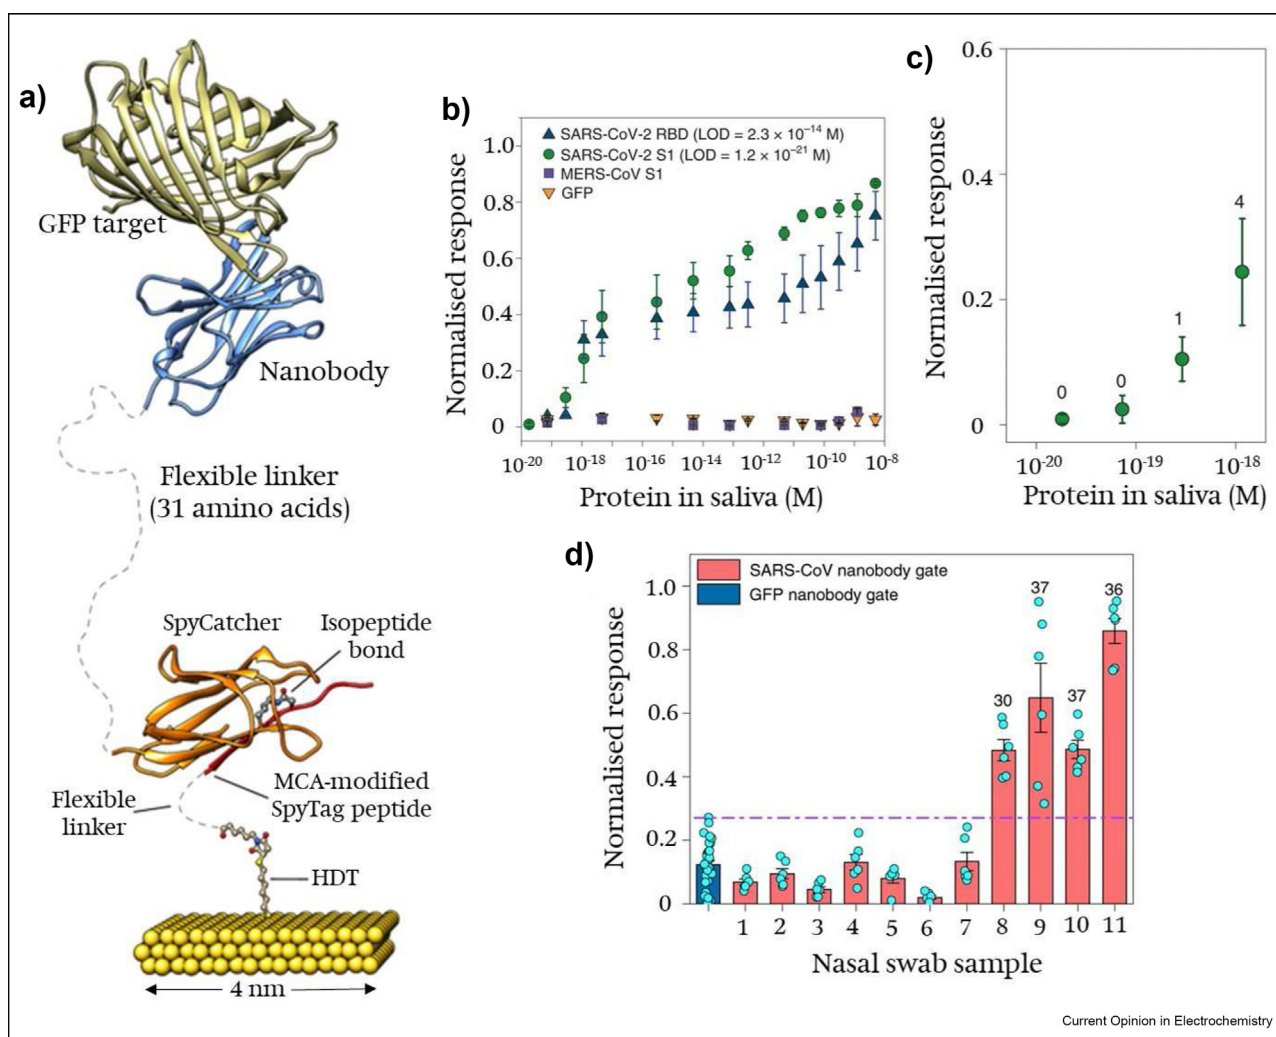 a)
GFP target
Nanobody
Flexible linker
(31 amino acids)
SpyCatcher
Isopeptide
bond
MCA-modified
SpyTag peptide
Flexible
linker
HDT
4 nm
b)
Normalised response
1.0
0.8
0.6
0.4
0.2
0
SARS-CoV-2 RBD (LOD = 2.3 × 10⁻¹⁴ M)
SARS-CoV-2 S1 (LOD = 1.2 × 10⁻²¹ M)
MERS-CoV S1
GFP
10⁻²⁰ 10⁻¹⁸ 10⁻¹⁶ 10⁻¹⁴ 10⁻¹² 10⁻¹⁰ 10⁻⁸
Protein in saliva (M)
c)
Normalised response
0.6
0.4
0.2
0
0 0 1 4
10⁻²⁰ 10⁻¹⁹ 10⁻¹⁸
Protein in saliva (M)
d)
Normalised response
1.0
0.8
0.6
0.4
0.2
0
SARS-CoV nanobody gate
GFP nanobody gate
30 37 37 36
1 2 3 4 5 6 7 8 9 10 11
Nasal swab sample
Current Opinion in Electrochemistry